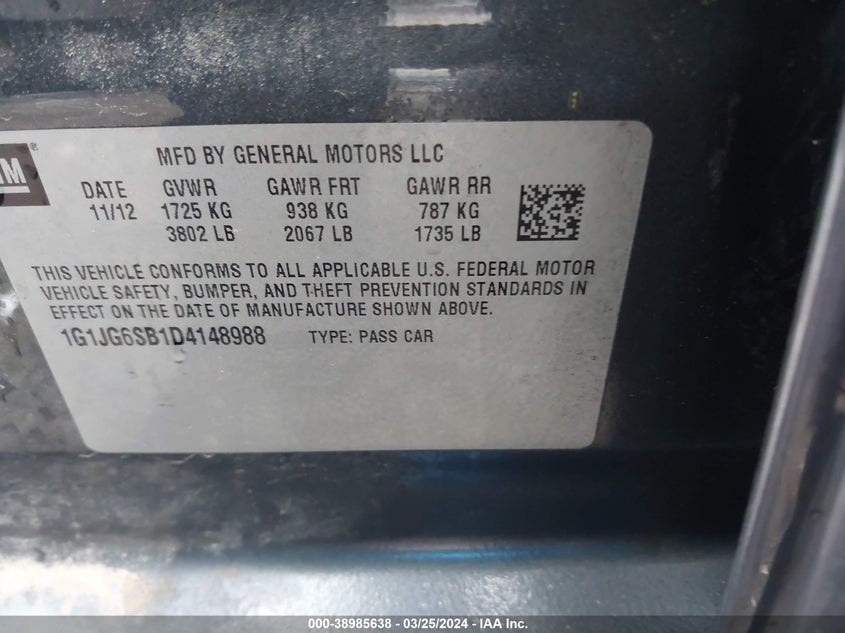 GM®
MFD BY GENERAL MOTORS LLC
DATE GVWR GAWR FRT GAWR RR
11/12 1725 KG 938 KG 787 KG
3802 LB 2067 LB 1735 LB
THIS VEHICLE CONFORMS TO ALL APPLICABLE U.S. FEDERAL MOTOR
VEHICLE SAFETY, BUMPER, AND THEFT PREVENTION STANDARDS IN
EFFECT ON THE DATE OF MANUFACTURE SHOWN ABOVE.
1G1JG6SB1D4148988 TYPE: PASS CAR
000-38985638 - 03/25/2024 - IAA Inc.